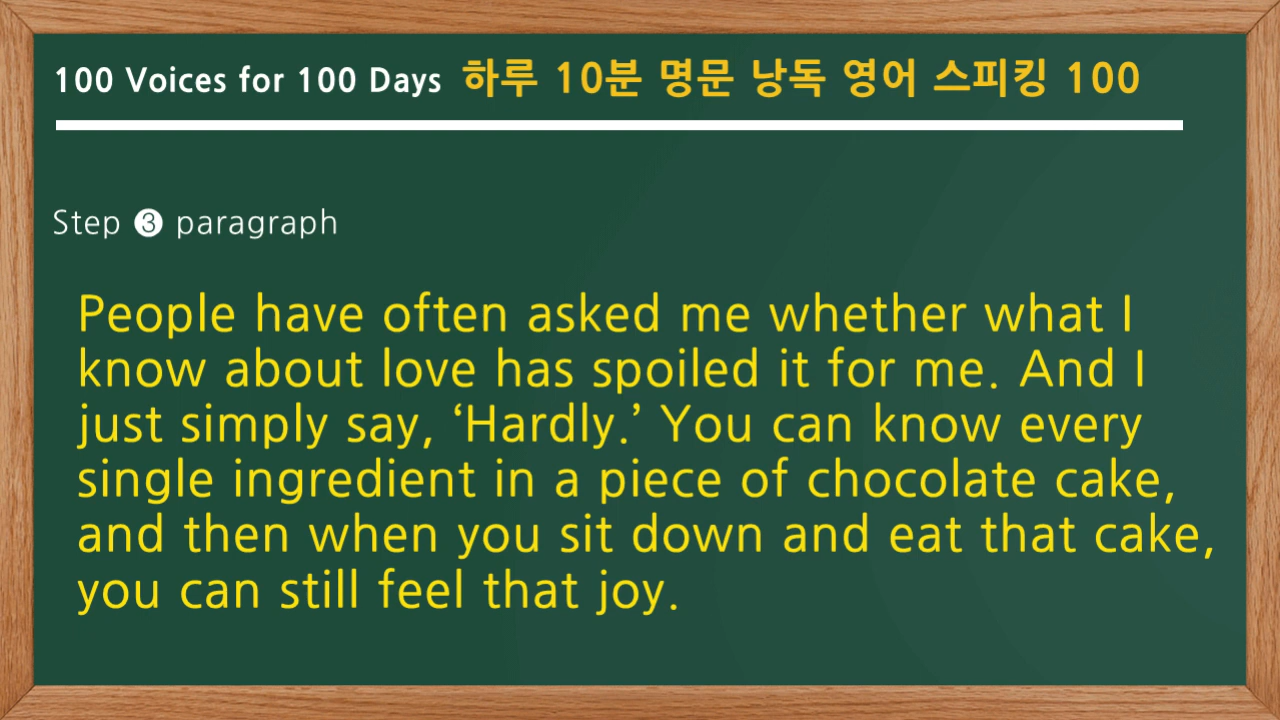 100 Voices for 100 Days 하루 10분 명문 낭독 영어 스피킹 100
Step ❸ paragraph
People have often asked me whether what I
know about love has spoiled it for me. And I
just simply say, ‘Hardly.’ You can know every
single ingredient in a piece of chocolate cake,
and then when you sit down and eat that cake,
you can still feel that joy.